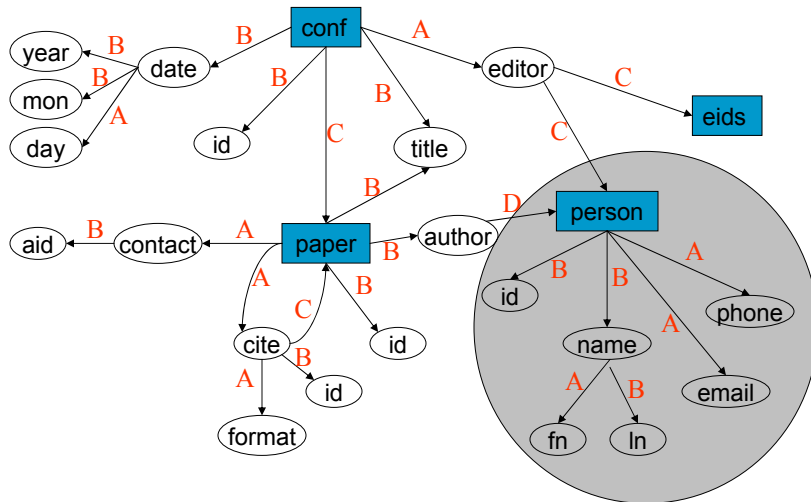 conf
A
B
year
B
date
editor
B
B
B
C
mon
A
eids
id
C
C
day
title
B
D
person
B
A
author
aid
contact
paper
B
B
A
A
B
id
B
phone
C
A
cite
id
name
B
A
B
A
id
email
format
fn
ln